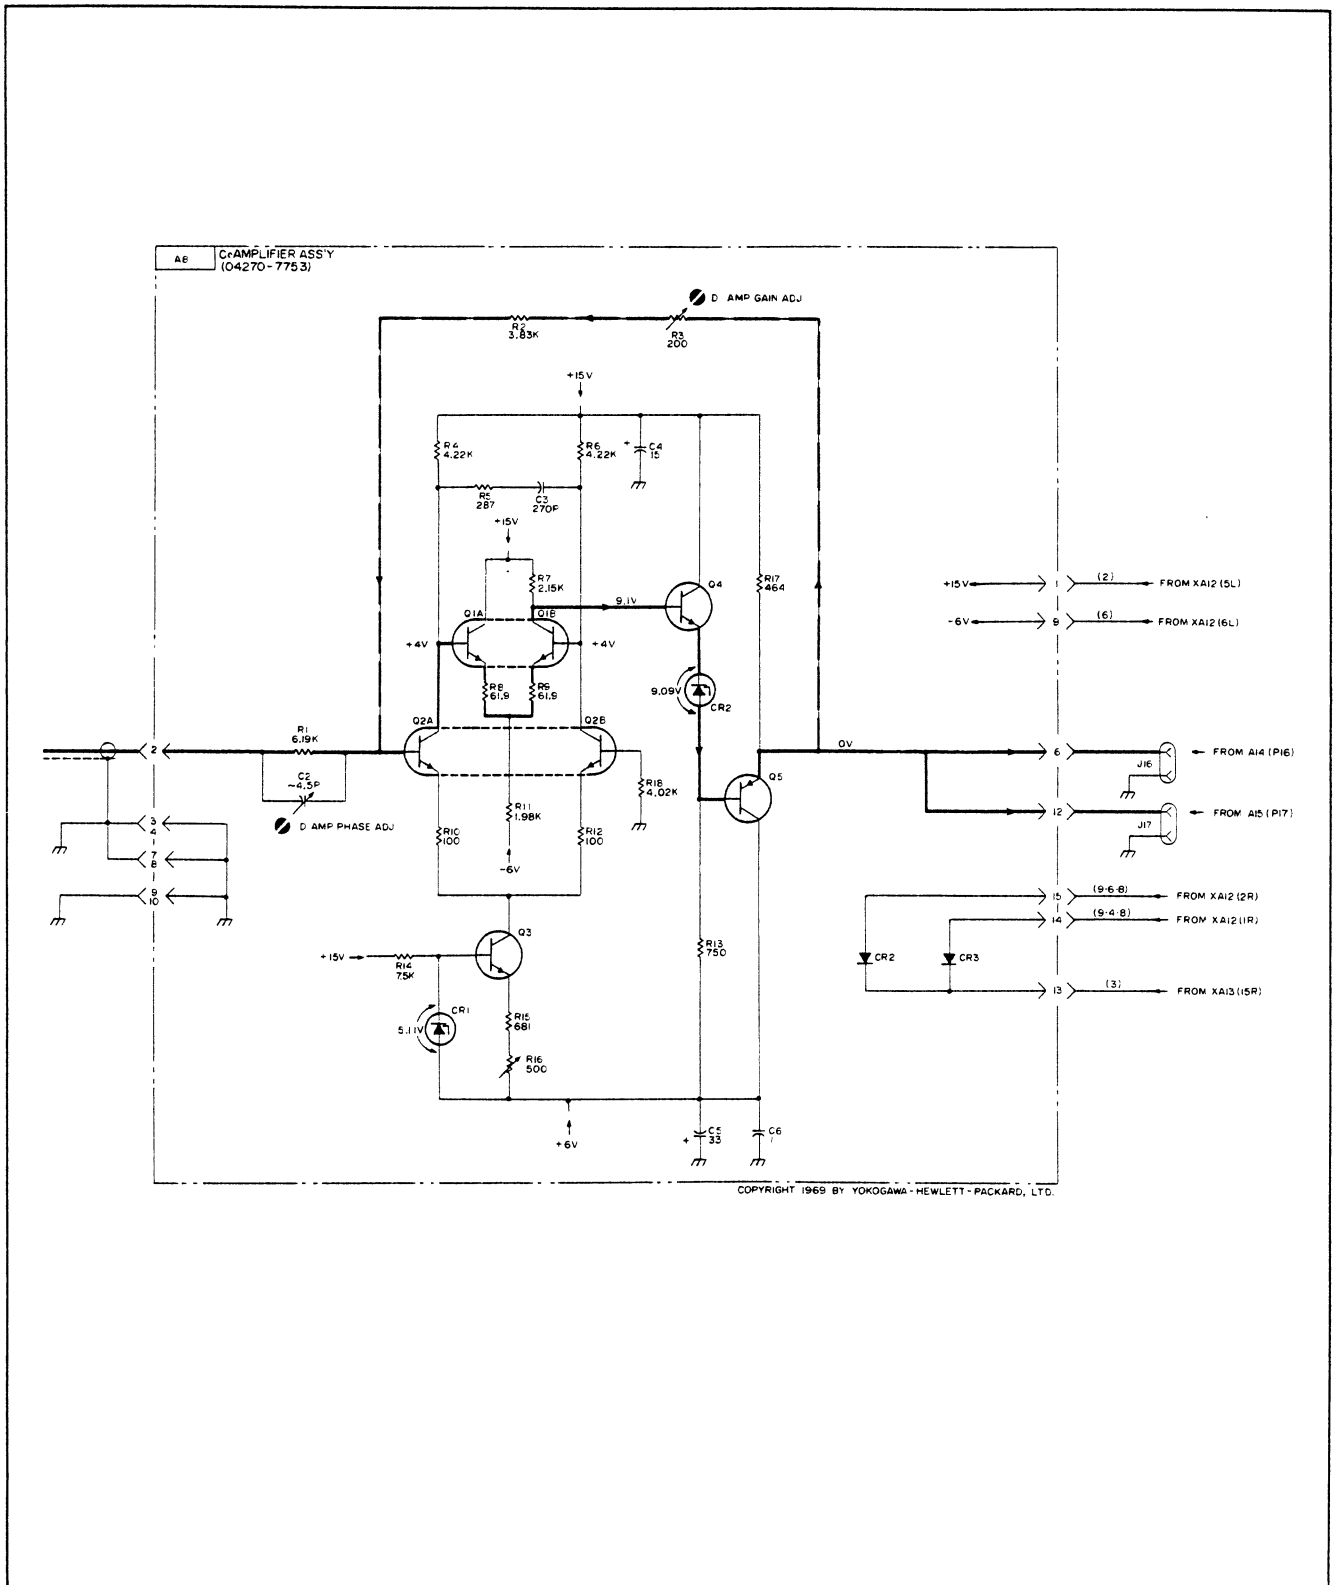 A8
CcAMPLIFIER ASS'Y
(04270-7753)
D AMP GAIN ADJ
R2
3.83K
R3
200
+15V
R4
4.22K
R6
4.22K
+
C4
15
R5
287
C3
270P
+15V
R7
2.15K
9.1V
Q4
R17
464
Q1A
Q1B
+4V
+4V
R8
61.9
R9
61.9
9.09V
CR2
Q2A
Q2B
2
R1
6.19K
C2
~4.5P
D AMP PHASE ADJ
R18
4.02K
R11
1.98K
R10
100
R12
100
-6V
0V
Q5
3
4
7
8
9
10
+15V
1
(2)
FROM XA12(5L)
-6V
9
(6)
FROM XA12(6L)
6
J16
FROM A14(P16)
12
J17
FROM A15(P17)
15
(9·6·8)
FROM XA12(2R)
14
(9·4·8)
FROM XA12(1R)
CR2
CR3
13
(3)
FROM XA13(15R)
Q3
+15V
R14
7.5K
R13
750
5.11V
CR1
R15
681
R16
500
+6V
+
C5
33
C6
1
COPYRIGHT 1969 BY YOKOGAWA-HEWLETT-PACKARD, LTD.